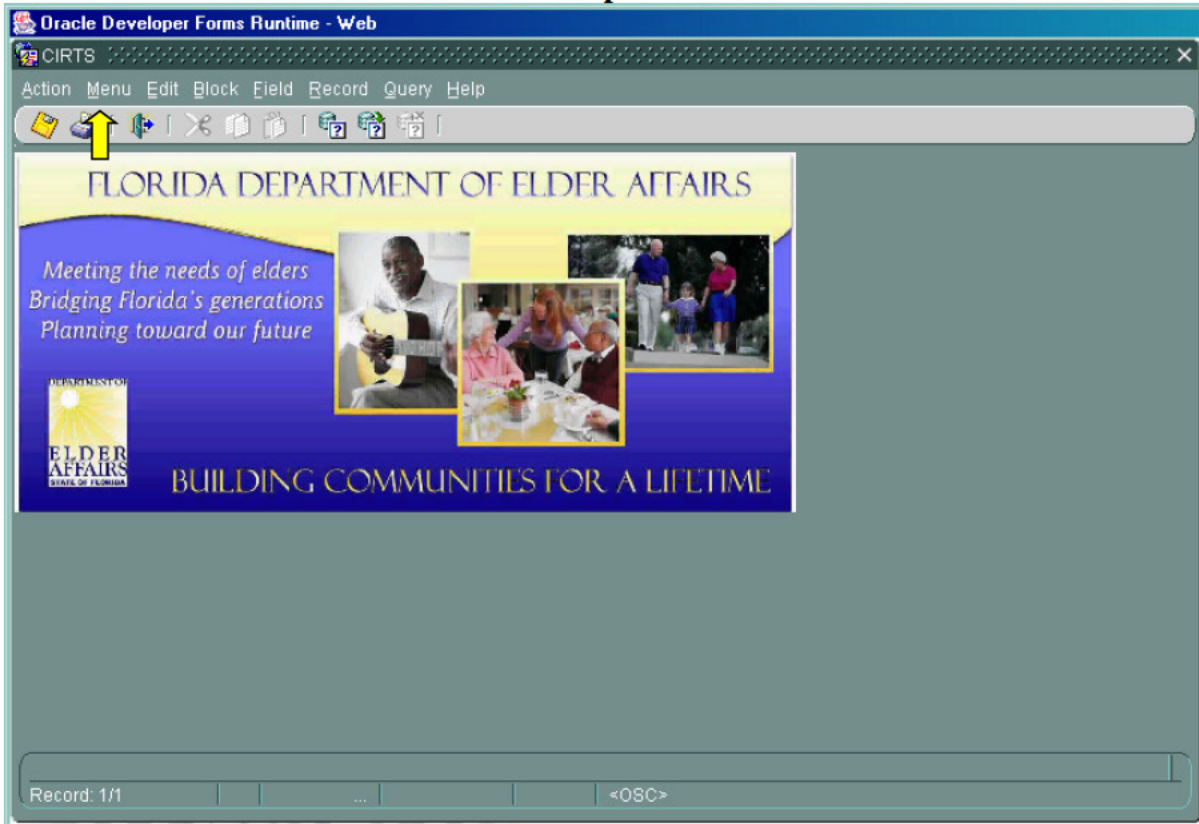 Oracle Developer Forms Runtime - Web
CIRTS
Action Menu Edit Block Field Record Query Help
FLORIDA DEPARTMENT OF ELDER AFFAIRS
Meeting the needs of elders
Bridging Florida's generations
Planning toward our future
DEPARTMENT OF
ELDER
AFFAIRS
STATE OF FLORIDA
BUILDING COMMUNITIES FOR A LIFETIME
Record: 1/1 ... <OSC>